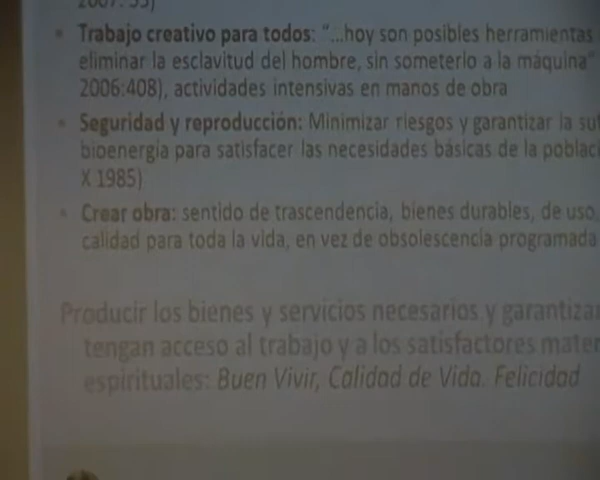 2007:55)
• Trabajo creativo para todos: "...hoy son posibles herramientas
eliminar la esclavitud del hombre, sin someterlo a la máquina"
2006:408), actividades intensivas en manos de obra
• Seguridad y reproducción: Minimizar riesgos y garantizar la suf
bioenergía para satisfacer las necesidades básicas de la poblac
X 1985)
• Crear obra: sentido de trascendencia, bienes durables, de uso,
calidad para toda la vida, en vez de obsolescencia programada
Producir los bienes y servicios necesarios y garantizar
tengan acceso al trabajo y a los satisfactores mater
espirituales: Buen Vivir, Calidad de Vida. Felicidad